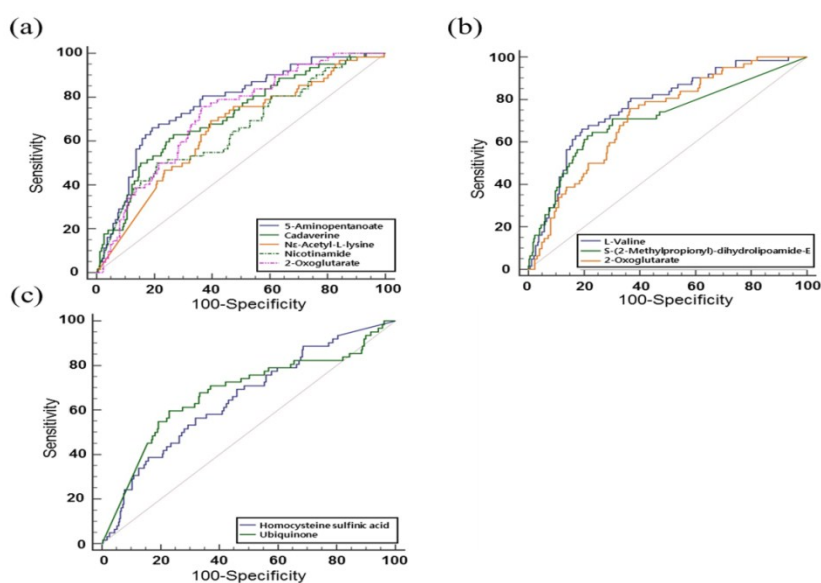 (a)
100
80
60
40
20
0
Sensitivity
0 20 40 60 80 100
100-Specificity
5-Aminopentanoate
Cadaverine
Nε-Acetyl-L-lysine
Nicotinamide
2-Oxoglutarate
(b)
100
80
60
40
20
0
Sensitivity
0 20 40 60 80 100
100-Specificity
L-Valine
S-(2-Methylpropionyl)-dihydrolipoamide-E
2-Oxoglutarate
(c)
100
80
60
40
20
0
Sensitivity
0 20 40 60 80 100
100-Specificity
Homocysteine sulfinic acid
Ubiquinone